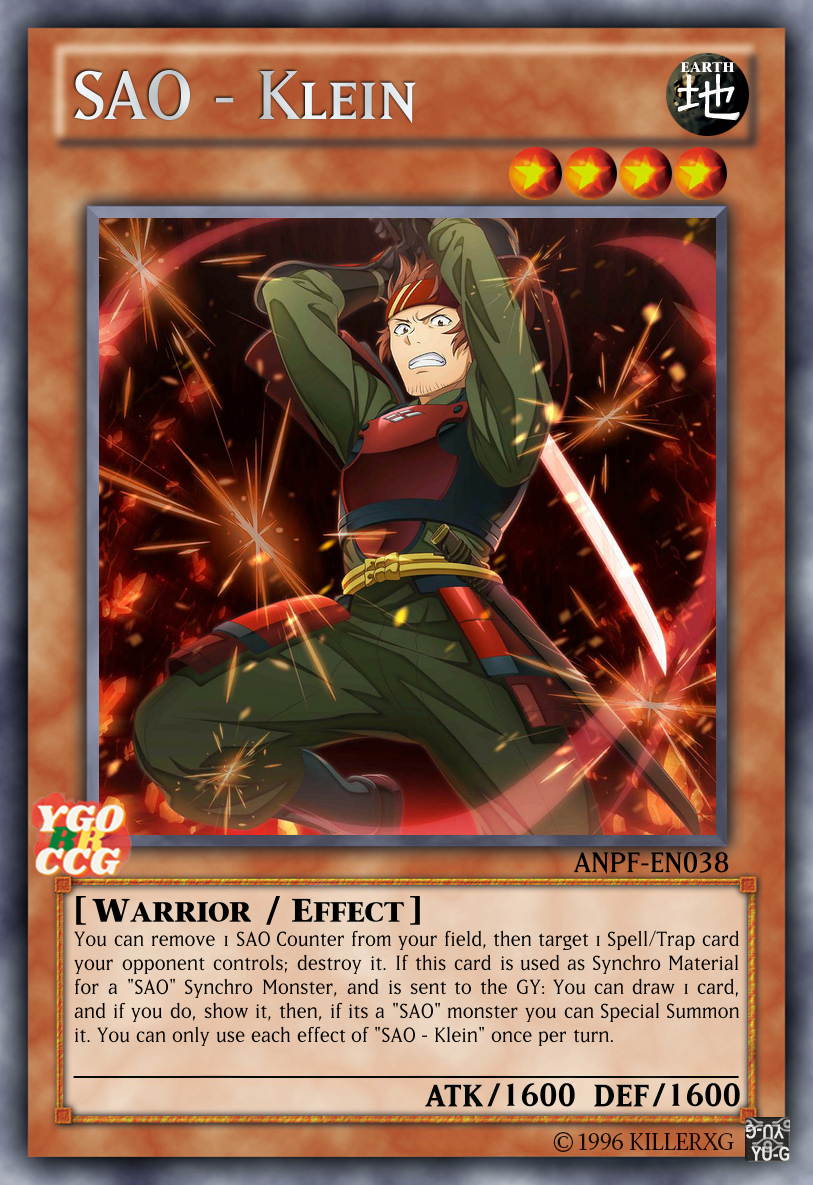 SAO - Klein
EARTH
地
YGO
RR
CCG
ANPF-EN038
[ Warrior / Effect ]
You can remove 1 SAO Counter from your field, then target 1 Spell/Trap card
your opponent controls; destroy it. If this card is used as Synchro Material
for a "SAO" Synchro Monster, and is sent to the GY: You can draw 1 card,
and if you do, show it, then, if its a "SAO" monster you can Special Summon
it. You can only use each effect of "SAO - Klein" once per turn.
ATK/1600 DEF/1600
© 1996 KILLERXG
YU-G
YU-G